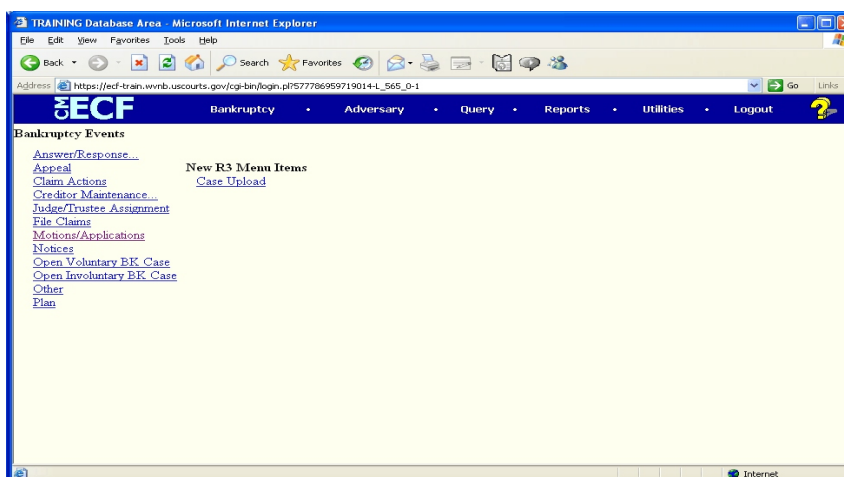 TRAINING Database Area - Microsoft Internet Explorer
File Edit View Favorites Tools Help
Back Search Favorites
Address https://ecf-train.wvnb.uscourts.gov/cgi-bin/login.pl?577786959719014-L_565_0-1 Go Links
CM ECF Bankruptcy • Adversary • Query • Reports • Utilities • Logout ?
Bankruptcy Events
Answer/Response...
Appeal
New R3 Menu Items
Claim Actions
Case Upload
Creditor Maintenance...
Judge/Trustee Assignment
File Claims
Motions/Applications
Notices
Open Voluntary BK Case
Open Involuntary BK Case
Other
Plan
Internet